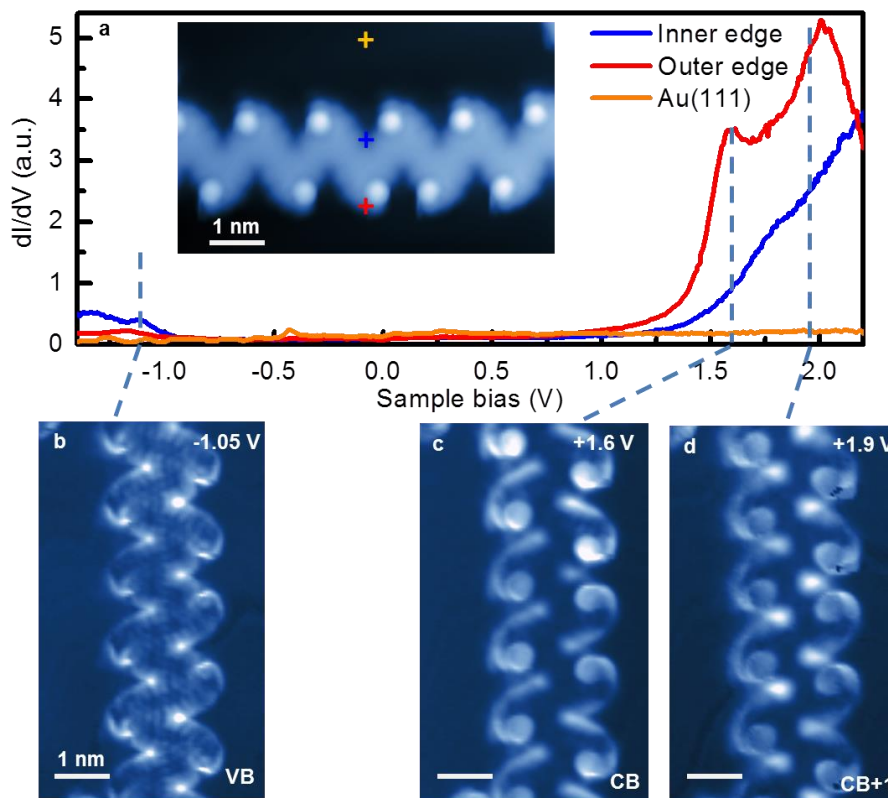 a
dI/dV (a.u.)
5
4
3
2
1
0
Inner edge
Outer edge
Au(111)
1 nm
-1.0
-0.5
0.0
0.5
1.0
1.5
2.0
Sample bias (V)
b
-1.05 V
1 nm
VB
c
+1.6 V
CB
d
+1.9 V
CB+1